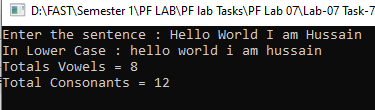 D:\FAST\Semester 1\PF LAB\PF lab Tasks\PF Lab 07\Lab-07 Task-7
Enter the sentence : Hello World I am Hussain
In Lower Case : hello world i am hussain
Totals Vowels = 8
Total Consonants = 12